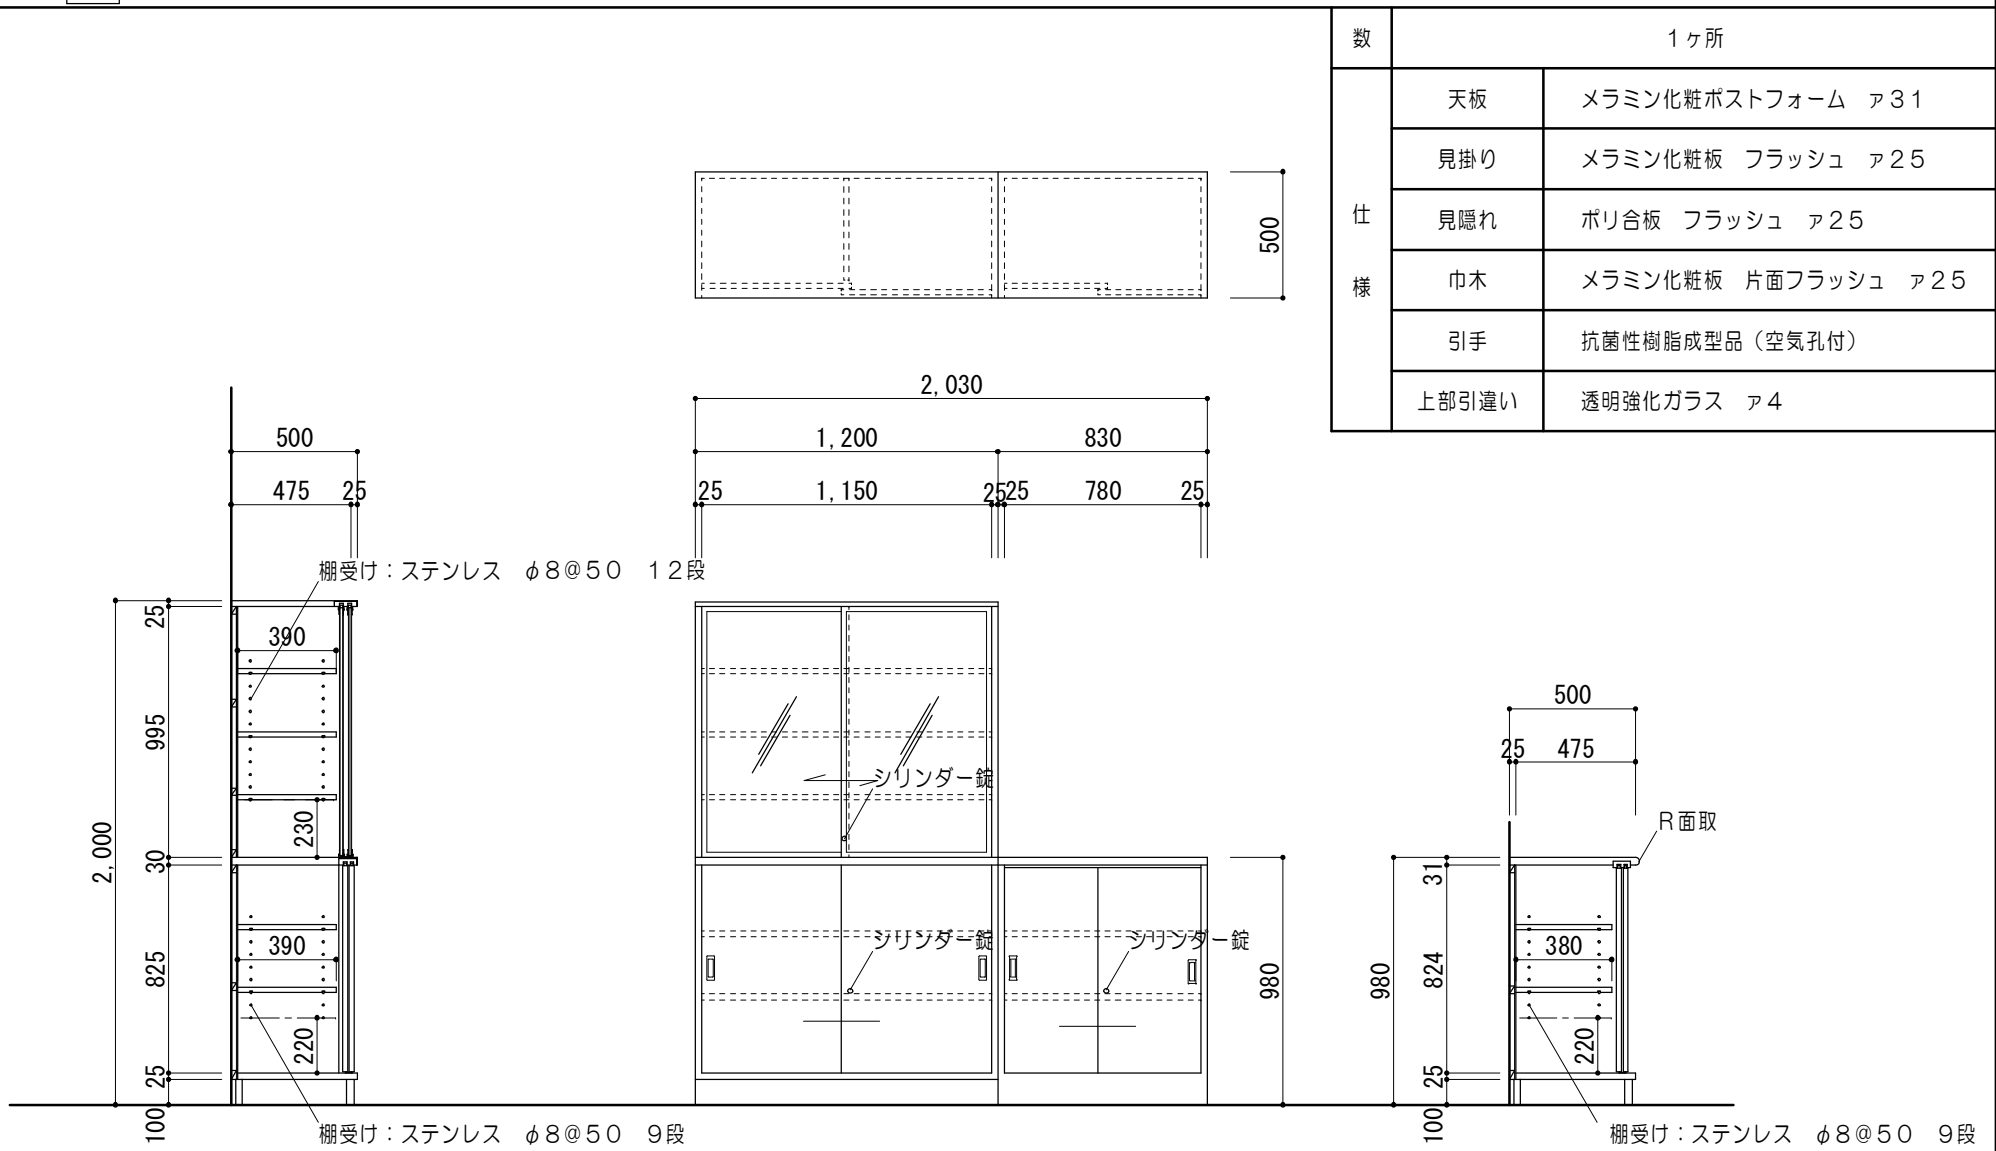 数 1ヶ所
仕様
天板 メラミン化粧ポストフォーム ァ31
見掛り メラミン化粧板 フラッシュ ァ25
見隠れ ポリ合板 フラッシュ ァ25
巾木 メラミン化粧板 片面フラッシュ ァ25
引手 抗菌性樹脂成型品（空気孔付）
上部引違い 透明強化ガラス ァ4
500
2,030
1,200 830
25 1,150 25 25 780 25
500
475 25
棚受け：ステンレス φ8@50 12段
25
390
995
230
2,000
30
825
390
220
25
100
棚受け：ステンレス φ8@50 9段
シリンダー錠
シリンダー錠
シリンダー錠
980
500
25 475
R面取
980
31
824
380
220
25
100
棚受け：ステンレス φ8@50 9段